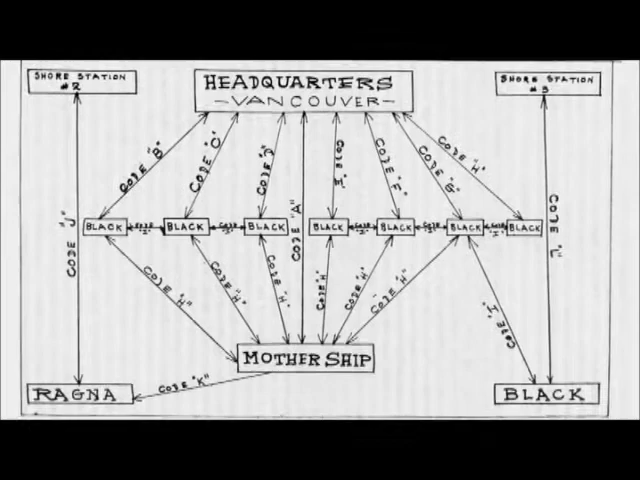 SHORE STATION
#2
HEADQUARTERS
-VANCOUVER-
SHORE STATION
#3
CODE "B"
CODE "C"
CODE "D"
CODE "A"
CODE "E"
CODE "F"
CODE "G"
CODE "H"
CODE "J"
BLACK
BLACK
BLACK
BLACK
BLACK
BLACK
BLACK
CODE "H"
CODE "H"
CODE "H"
CODE "H"
CODE "H"
CODE "H"
CODE "I"
MOTHER SHIP
RAGNA
CODE "K"
BLACK